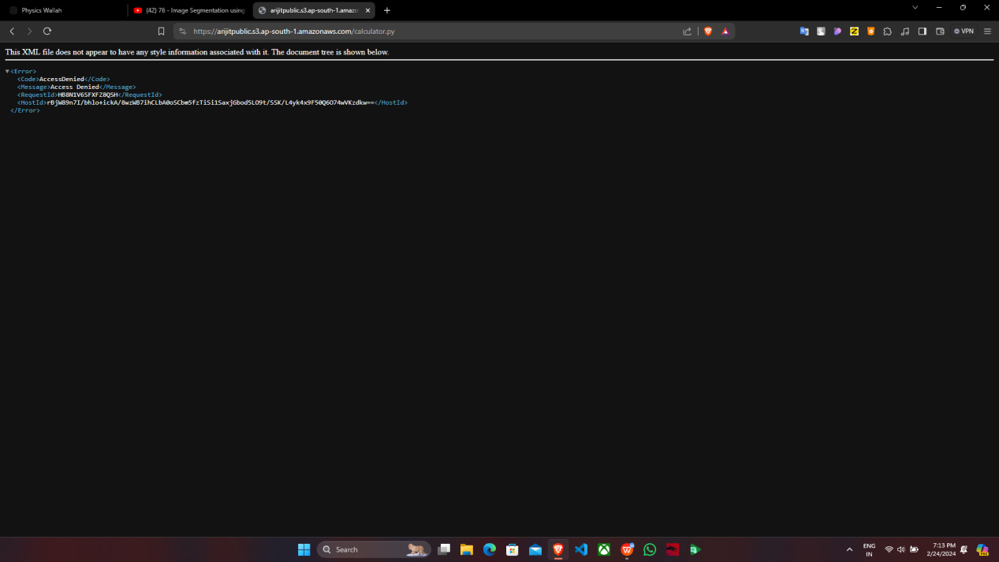 Physics Wallah
(42) 76 - Image Segmentation using
arijitpublic.s3.ap-south-1.amazo
https://arijitpublic.s3.ap-south-1.amazonaws.com/calculator.py
VPN
This XML file does not appear to have any style information associated with it. The document tree is shown below.
<Error>
<Code>AccessDenied</Code>
<Message>Access Denied</Message>
<RequestId>HB8N1V6SFXFZ8QSH</RequestId>
<HostId>rBjW89n7I/bhlo+ickA/8wzWB7ihCLbA0oSCbm5fzTiSi1SaxjGbod5LO9t/SSK/L4yk4x9F50Q6O74wVKzdkw==</HostId>
</Error>
Search
ENG
IN
7:13 PM
2/24/2024